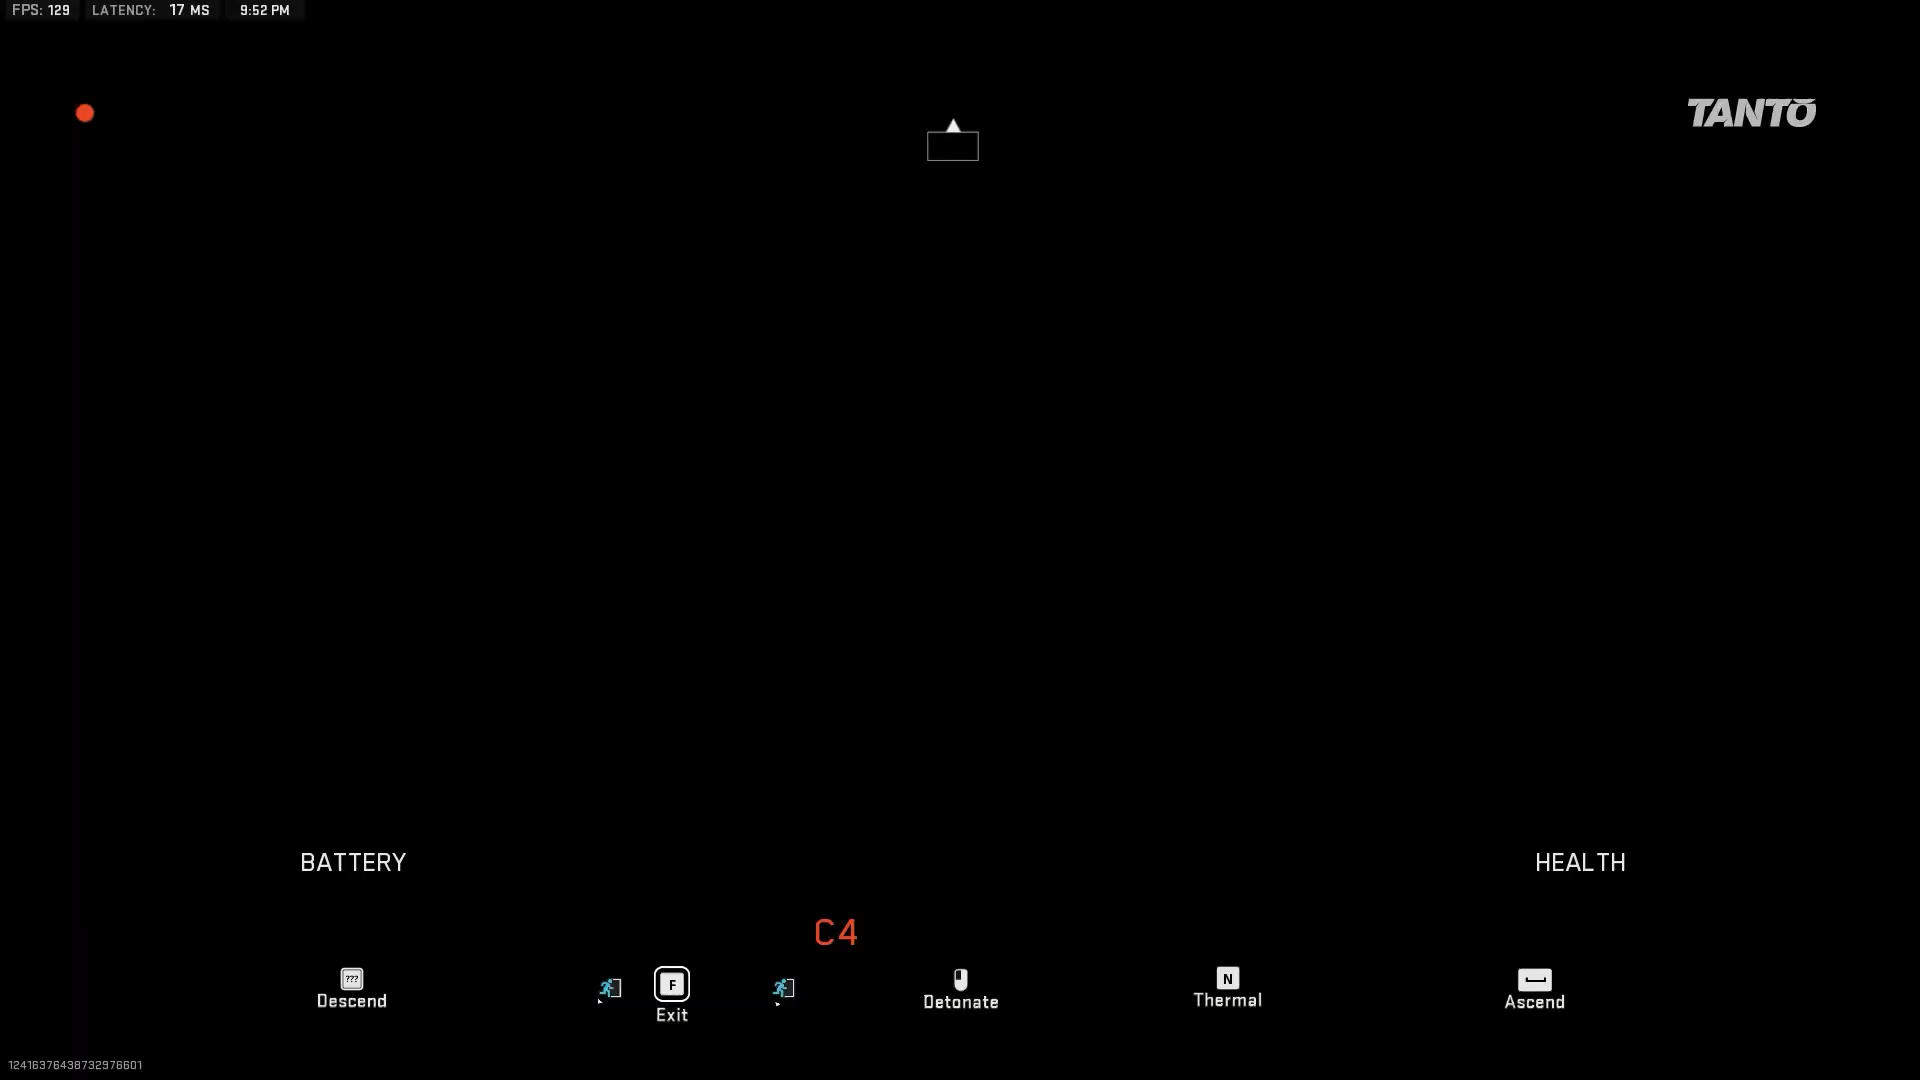 FPS: 129 LATENCY: 17 MS 9:52 PM
TANTO
BATTERY
HEALTH
C4
???
Descend
F
Exit
Detonate
N
Thermal
Ascend
12416376438732976601